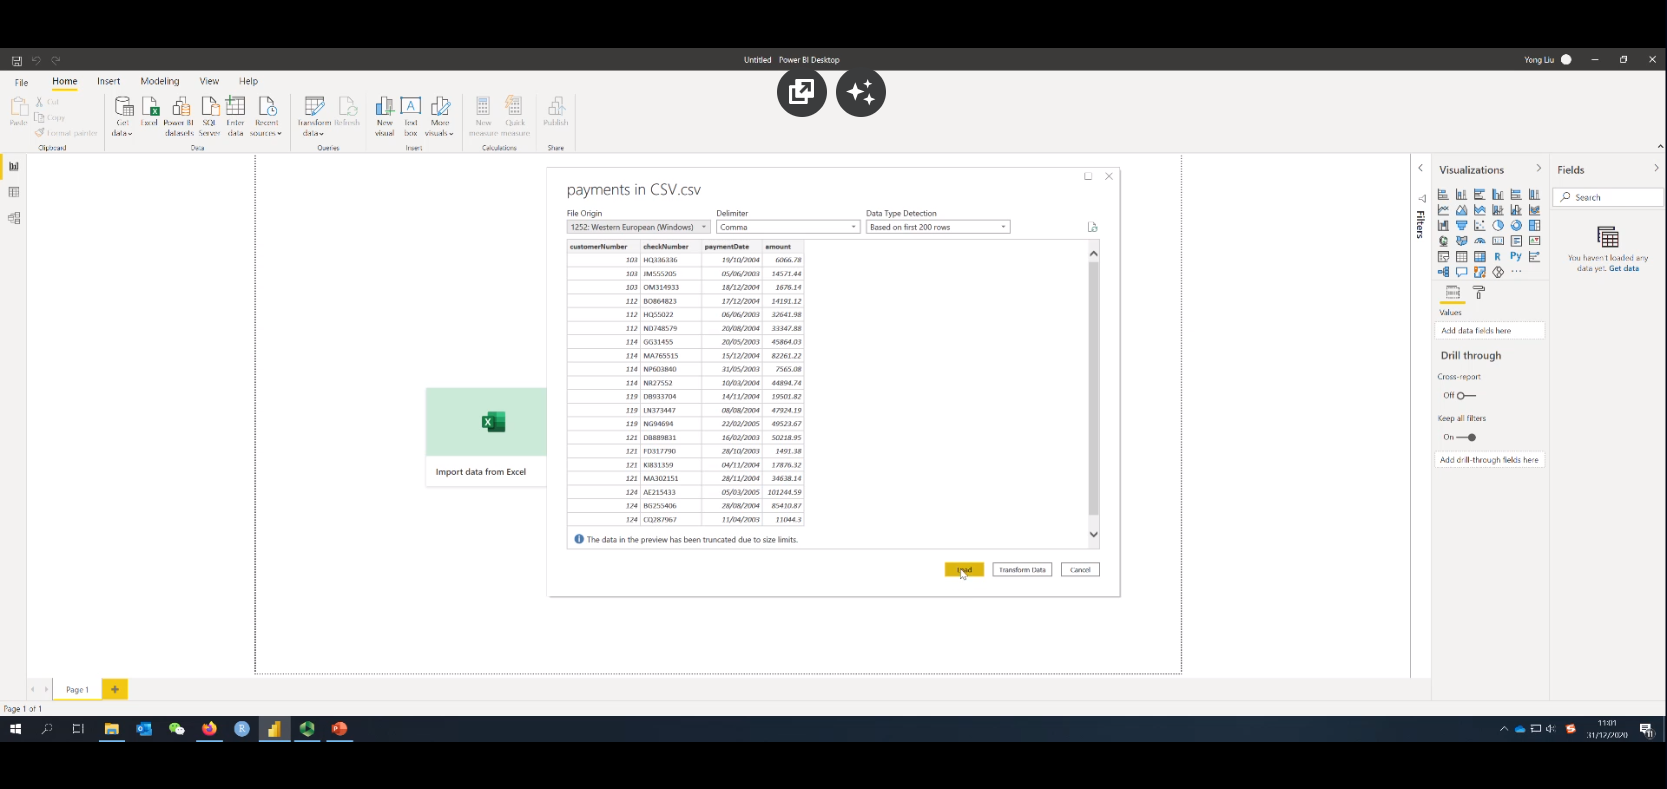 Untitled Power BI Desktop
Yong Liu
File Home Insert Modeling View Help
Paste
Cut
Copy
Format painter
Clipboard
Get data
Excel
Power BI datasets
SQL Server
Enter data
Recent sources
Data
Transform data
Refresh
Queries
New visual
Text box
More visuals
Insert
New measure
Quick measure
Calculations
Publish
Share
payments in CSV.csv
File Origin
1252: Western European (Windows)
Delimiter
Comma
Data Type Detection
Based on first 200 rows
customerNumber checkNumber paymentDate amount
103 HQ336336 19/10/2004 6066.78
103 JM555205 05/06/2003 14571.44
103 OM314933 18/12/2004 1676.14
112 BO864823 17/12/2004 14191.12
112 HQ55022 06/06/2003 32641.98
112 ND748579 20/08/2004 33347.88
114 GG31455 20/05/2003 45864.03
114 MA765515 15/12/2004 82261.22
114 NP603840 31/05/2003 7565.08
114 NR27552 10/03/2004 44894.74
119 DB933704 14/11/2004 19501.82
119 LN373447 08/08/2004 47924.19
119 NG94694 22/02/2005 49523.67
121 DB889831 16/02/2003 50218.95
121 FD317790 28/10/2003 1491.38
121 KI831359 04/11/2004 17876.32
121 MA302151 28/11/2004 34638.14
124 AE215433 05/03/2005 101244.59
124 BG255406 28/08/2004 85410.87
124 CQ287967 11/04/2003 11044.3
The data in the preview has been truncated due to size limits.
Load
Transform Data
Cancel
Import data from Excel
Filters
Visualizations
R
Py
Values
Add data fields here
Drill through
Cross-report
Off
Keep all filters
On
Add drill-through fields here
Fields
Search
You haven't loaded any
data yet. Get data
Page 1
Page 1 of 1
11:01
31/12/2020